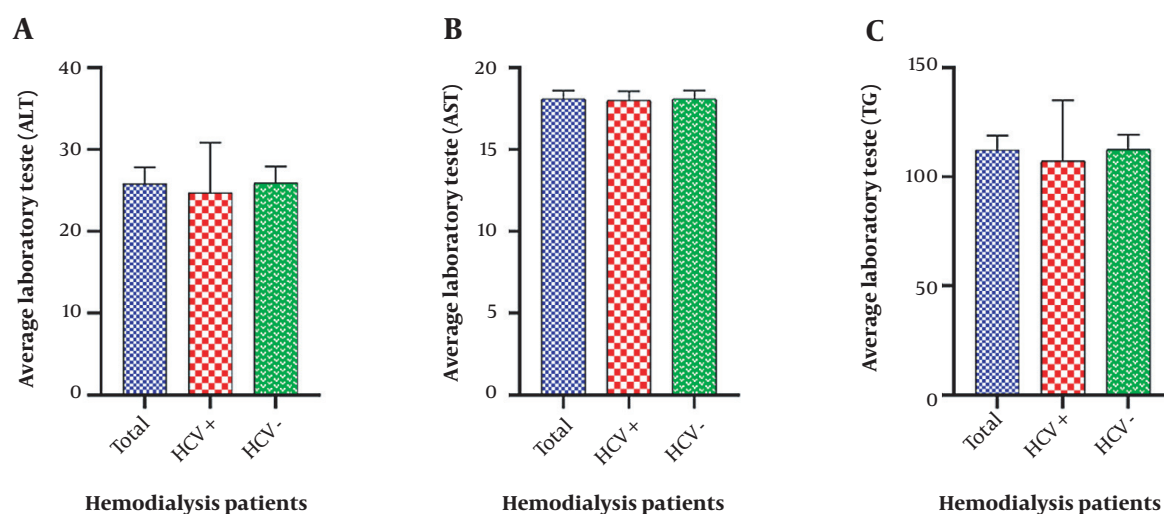 A
Average laboratory teste (ALT)
40
30
20
10
0
Total
HCV+
HCV-
Hemodialysis patients
B
Average laboratory teste (AST)
20
15
10
5
0
Total
HCV+
HCV-
Hemodialysis patients
C
Average laboratory teste (TG)
150
100
50
0
Total
HCV+
HCV-
Hemodialysis patients